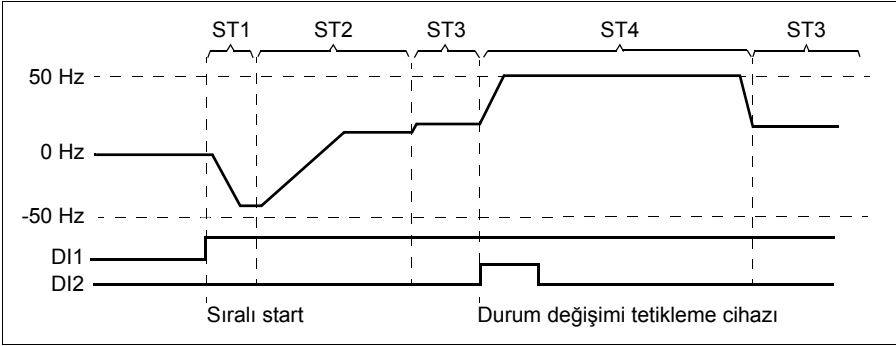 ST1 ST2 ST3 ST4 ST3
50 Hz
0 Hz
-50 Hz
DI1
DI2
Sıralı start Durum değişimi tetikleme cihazı